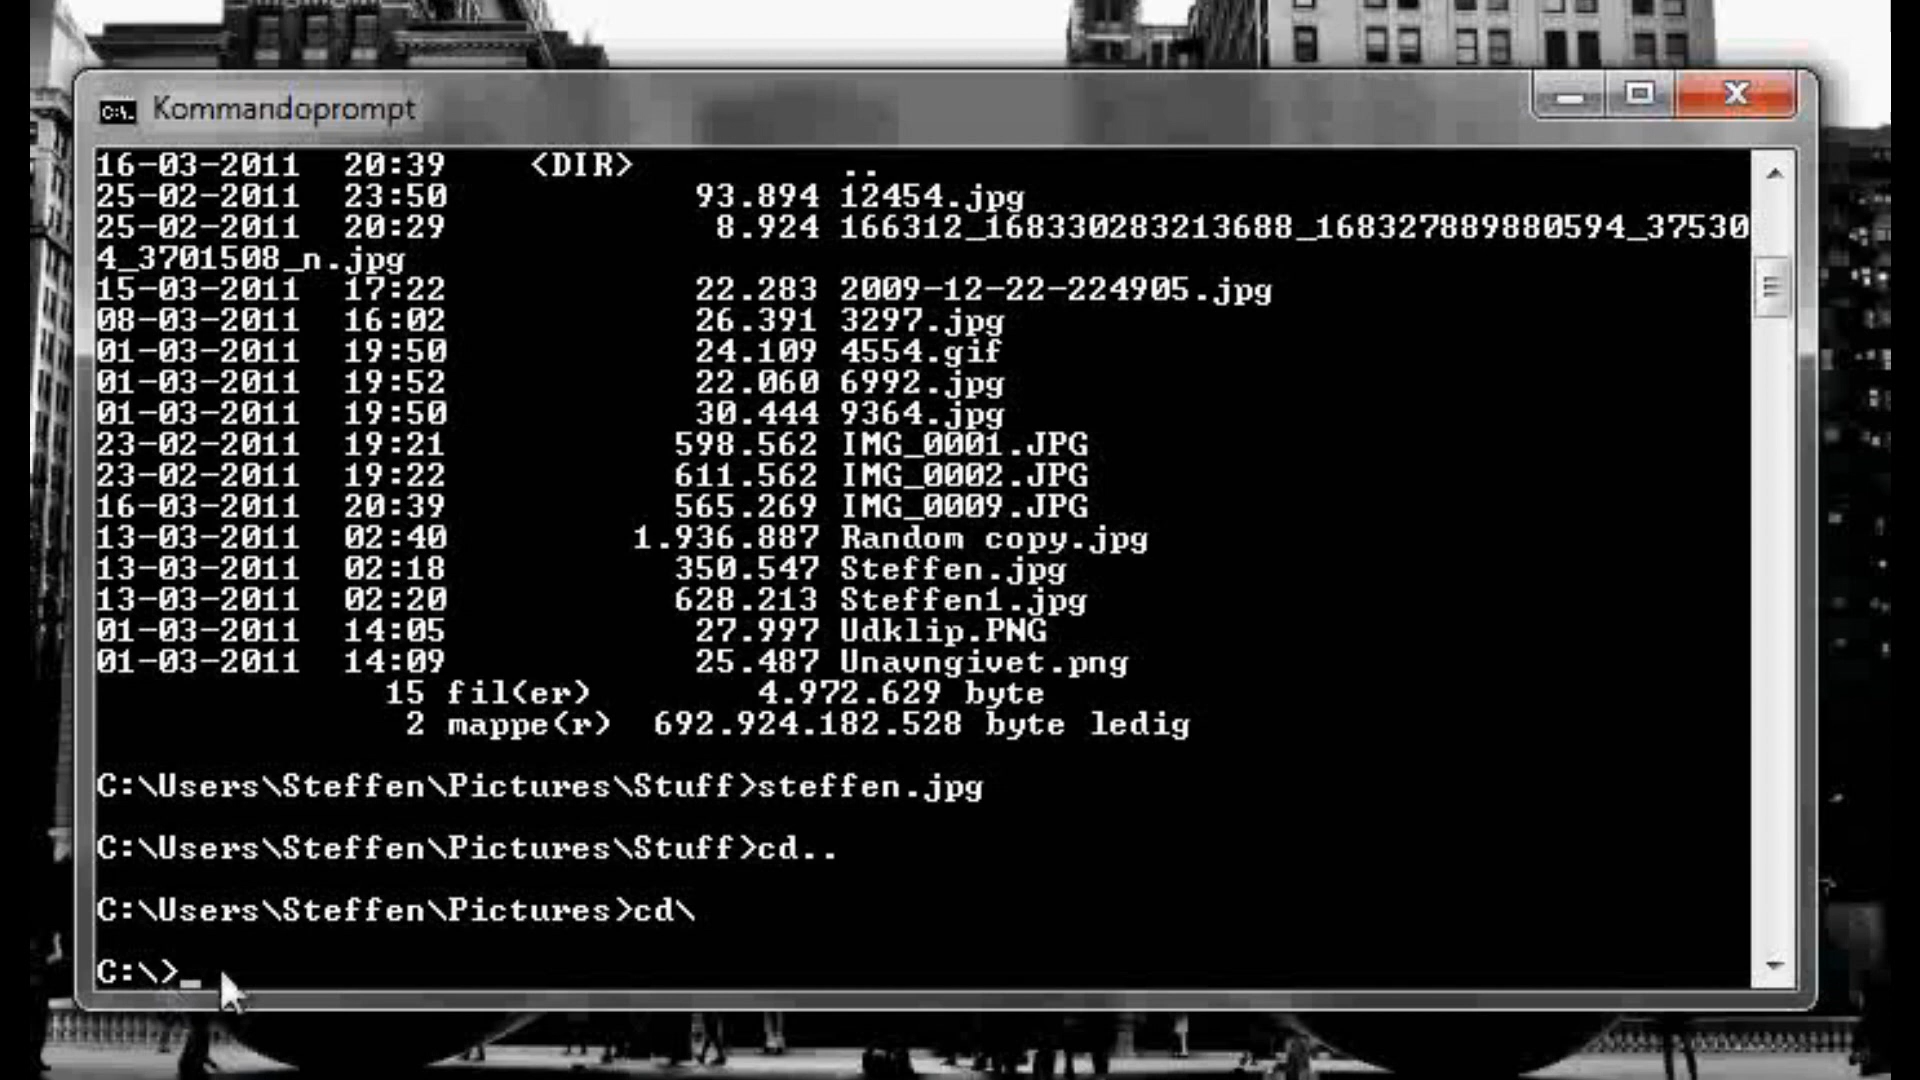 Kommandoprompt
16-03-2011  20:39    <DIR>          ..
25-02-2011  23:50            93.894 12454.jpg
25-02-2011  20:29             8.924 166312_168330283213688_168327889880594_37530
4_3701508_n.jpg
15-03-2011  17:22            22.283 2009-12-22-224905.jpg
08-03-2011  16:02            26.391 3297.jpg
01-03-2011  19:50            24.109 4554.gif
01-03-2011  19:52            22.060 6992.jpg
01-03-2011  19:50            30.444 9364.jpg
23-02-2011  19:21           598.562 IMG_0001.JPG
23-02-2011  19:22           611.562 IMG_0002.JPG
16-03-2011  20:39           565.269 IMG_0009.JPG
13-03-2011  02:40         1.936.887 Random copy.jpg
13-03-2011  02:18           350.547 Steffen.jpg
13-03-2011  02:20           628.213 Steffen1.jpg
01-03-2011  14:05            27.997 Udklip.PNG
01-03-2011  14:09            25.487 Unavngivet.png
15 fil(er)        4.972.629 byte
2 mappe(r)  692.924.182.528 byte ledig
C:\Users\Steffen\Pictures\Stuff>steffen.jpg
C:\Users\Steffen\Pictures\Stuff>cd..
C:\Users\Steffen\Pictures>cd\
C:\>_